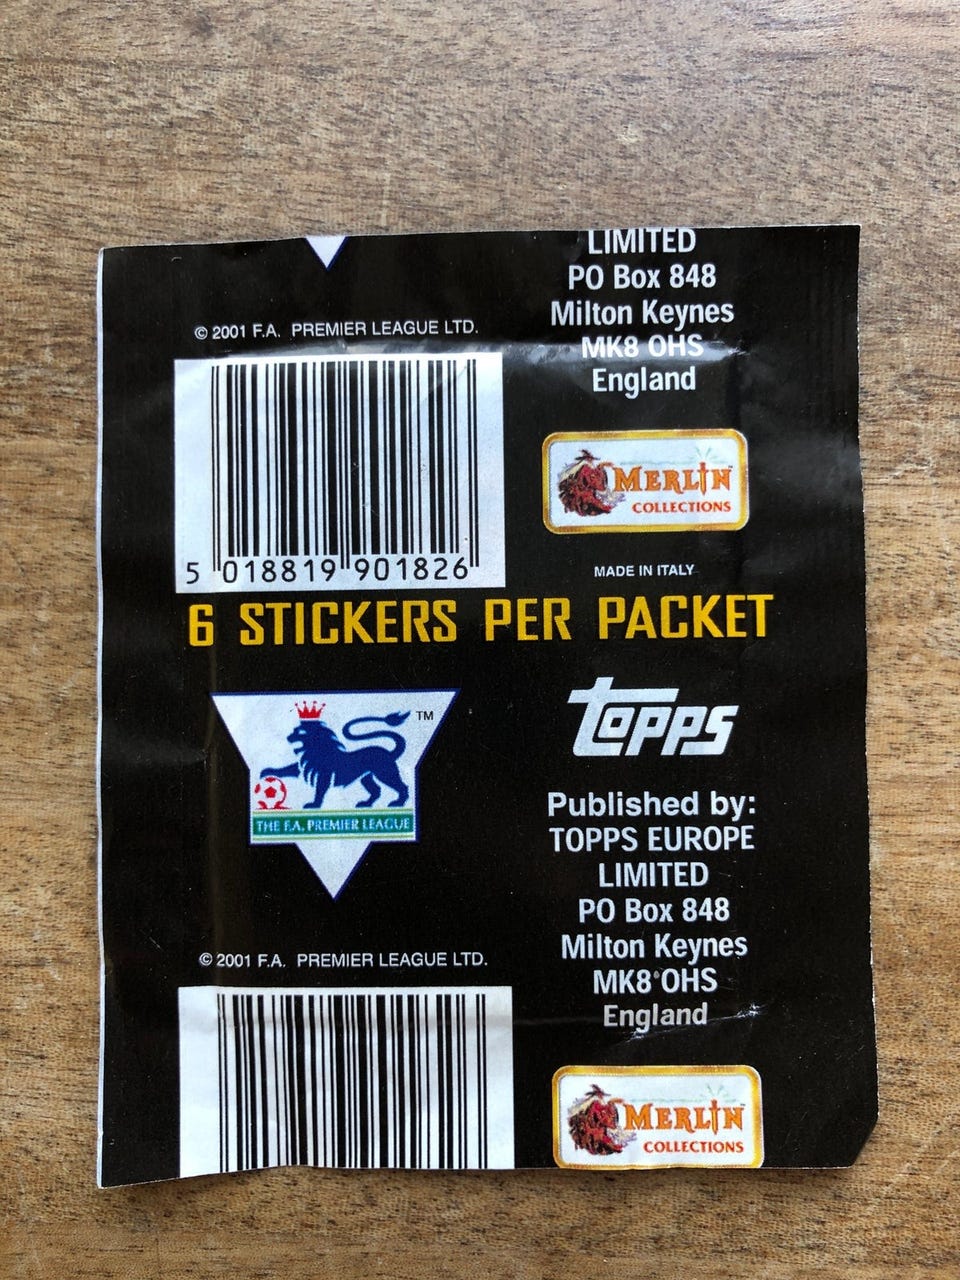 LIMITED
PO Box 848
Milton Keynes
MK8 OHS
England
© 2001 F.A. PREMIER LEAGUE LTD.
5 018819 901826
MERLIN™
COLLECTIONS
MADE IN ITALY
6 STICKERS PER PACKET
TM
THE F.A. PREMIER LEAGUE
TOPPS
Published by:
TOPPS EUROPE
LIMITED
PO Box 848
Milton Keynes
MK8 OHS
England
© 2001 F.A. PREMIER LEAGUE LTD.
MERLIN™
COLLECTIONS